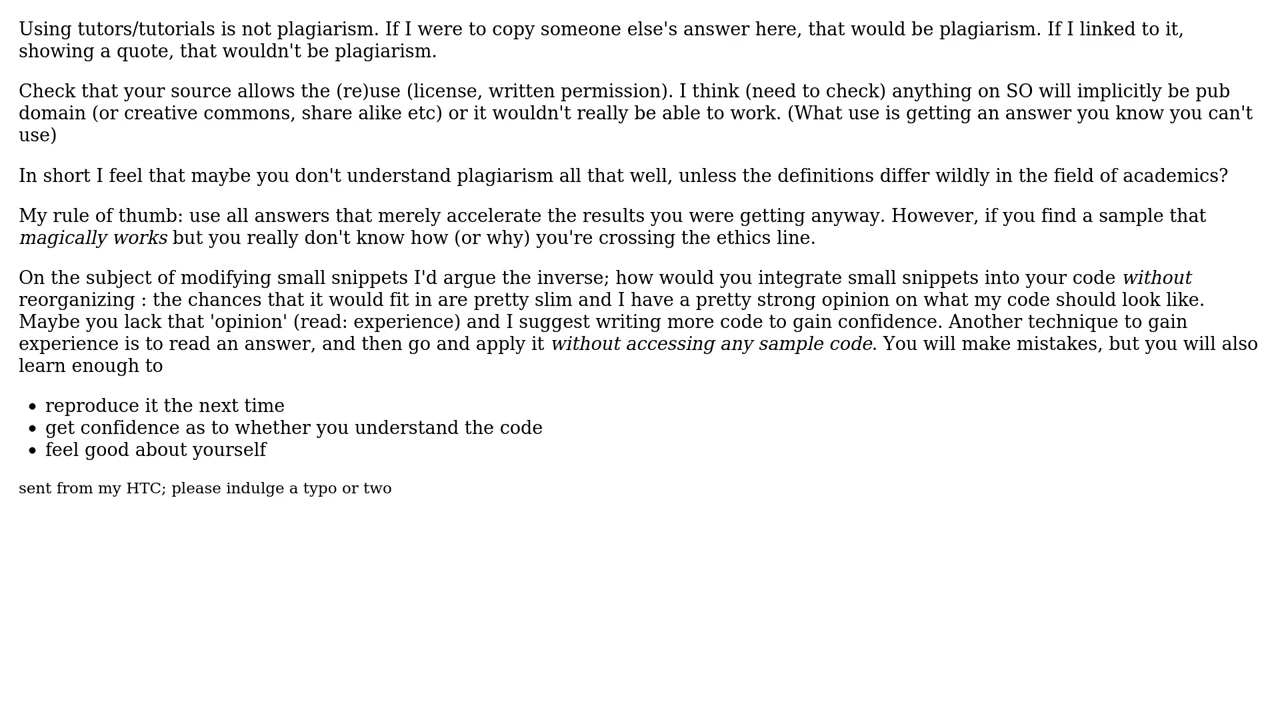 Using tutors/tutorials is not plagiarism. If I were to copy someone else's answer here, that would be plagiarism. If I linked to it,
showing a quote, that wouldn't be plagiarism.
Check that your source allows the (re)use (license, written permission). I think (need to check) anything on SO will implicitly be pub
domain (or creative commons, share alike etc) or it wouldn't really be able to work. (What use is getting an answer you know you can't
use)
In short I feel that maybe you don't understand plagiarism all that well, unless the definitions differ wildly in the field of academics?
My rule of thumb: use all answers that merely accelerate the results you were getting anyway. However, if you find a sample that
magically works but you really don't know how (or why) you're crossing the ethics line.
On the subject of modifying small snippets I'd argue the inverse; how would you integrate small snippets into your code without
reorganizing : the chances that it would fit in are pretty slim and I have a pretty strong opinion on what my code should look like.
Maybe you lack that 'opinion' (read: experience) and I suggest writing more code to gain confidence. Another technique to gain
experience is to read an answer, and then go and apply it without accessing any sample code. You will make mistakes, but you will also
learn enough to
• reproduce it the next time
• get confidence as to whether you understand the code
• feel good about yourself
sent from my HTC; please indulge a typo or two